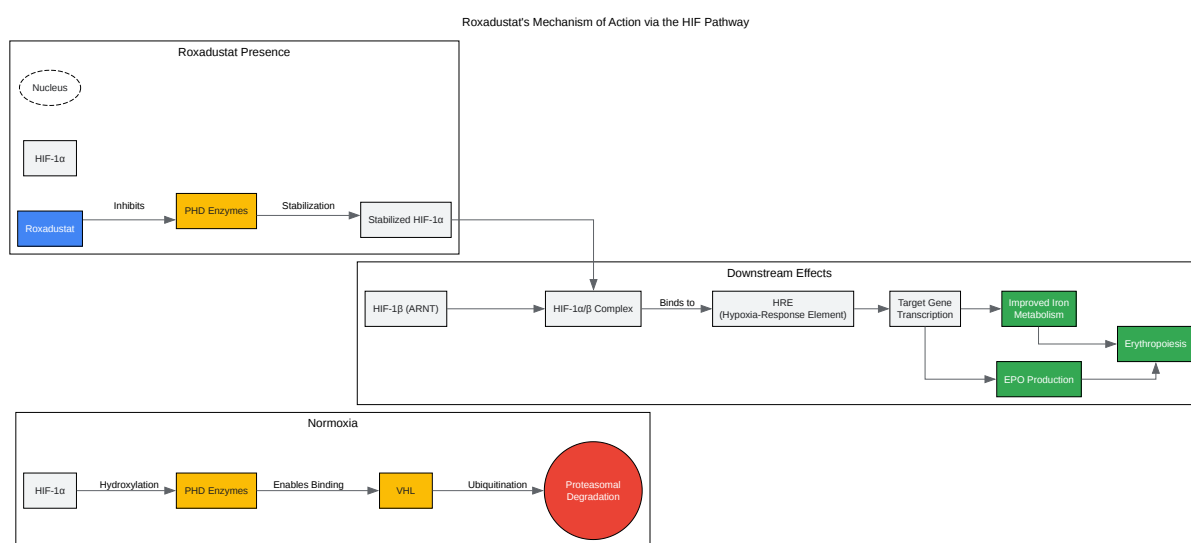 Roxadustat's Mechanism of Action via the HIF Pathway
Roxadustat Presence
Nucleus
HIF-1α
Roxadustat
Inhibits
PHD Enzymes
Stabilization
Stabilized HIF-1α
Downstream Effects
HIF-1β (ARNT)
HIF-1α/β Complex
Binds to
HRE
(Hypoxia-Response Element)
Target Gene
Transcription
Improved Iron
Metabolism
Erythropoiesis
EPO Production
Normoxia
HIF-1α
Hydroxylation
PHD Enzymes
Enables Binding
VHL
Ubiquitination
Proteasomal
Degradation